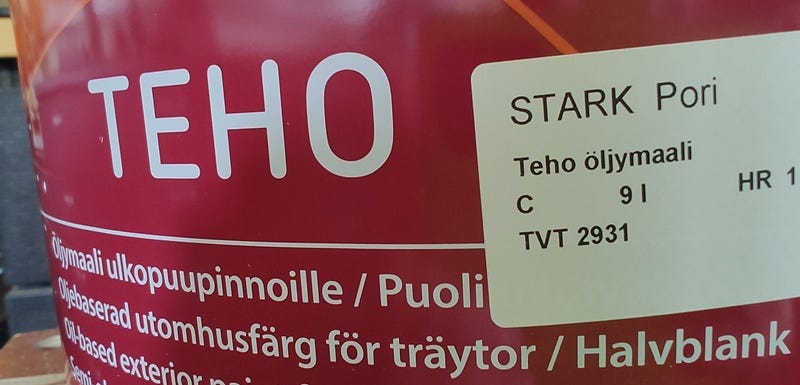 TEHO
Öljymaali ulkopuupinnoille / Puoli
Oljebaserad utomhusfärg för träytor / Halvblank
Oil-based exterior
STARK Pori
Teho öljymaali
C 9 l HR 1
TVT 2931